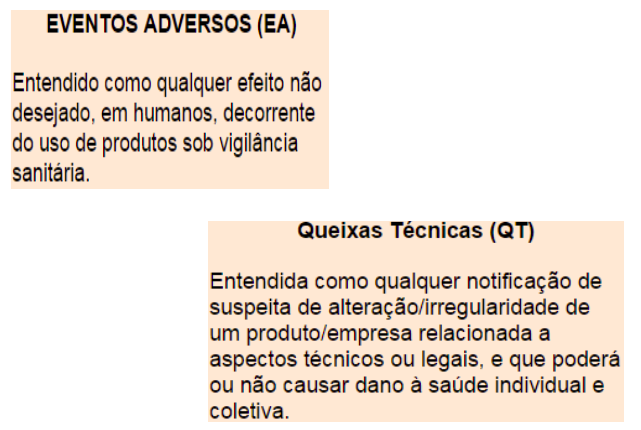 EVENTOS ADVERSOS (EA)
Entendido como qualquer efeito não
desejado, em humanos, decorrente
do uso de produtos sob vigilância
sanitária.
Queixas Técnicas (QT)
Entendida como qualquer notificação de
suspeita de alteração/irregularidade de
um produto/empresa relacionada a
aspectos técnicos ou legais, e que poderá
ou não causar dano à saúde individual e
coletiva.